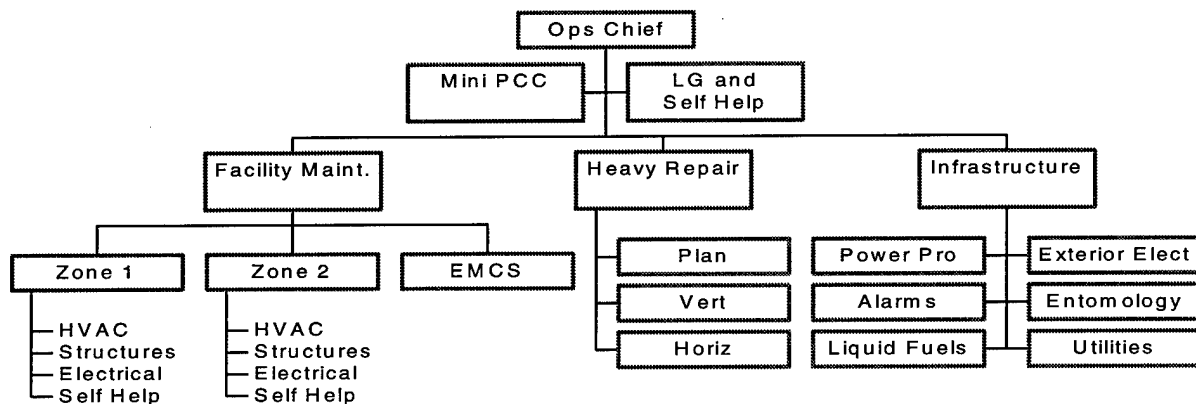 Ops Chief
Mini PCC
LG and
Self Help
Facility Maint.
Heavy Repair
Infrastructure
Zone 1
Zone 2
EMCS
Plan
Power Pro
Exterior Elect
Vert
Alarms
Entomology
Horiz
Liquid Fuels
Utilities
HVAC
Structures
Electrical
Self Help
HVAC
Structures
Electrical
Self Help